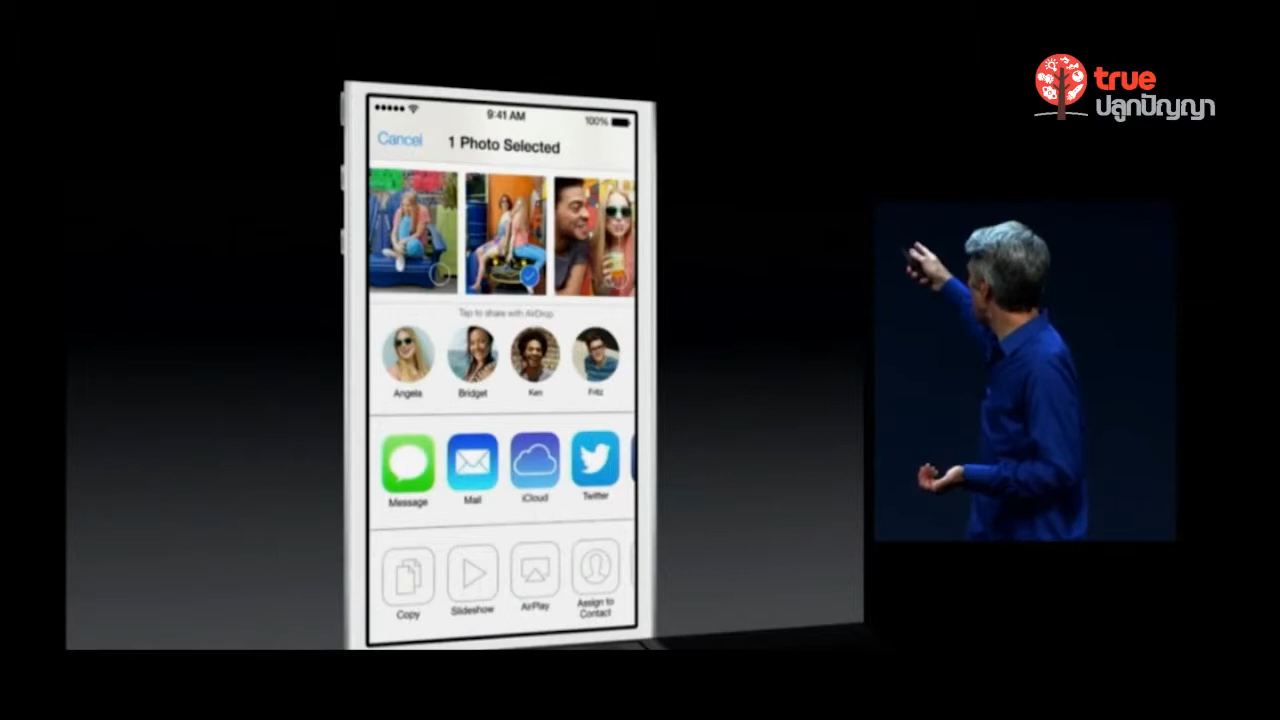 true
ปลูกปัญญา
9:41 AM
100%
Cancel
1 Photo Selected
Tap to share with AirDrop
Angela
Bridget
Ken
Fritz
Message
Mail
iCloud
Twitter
Copy
Slideshow
AirPlay
Assign to
Contact